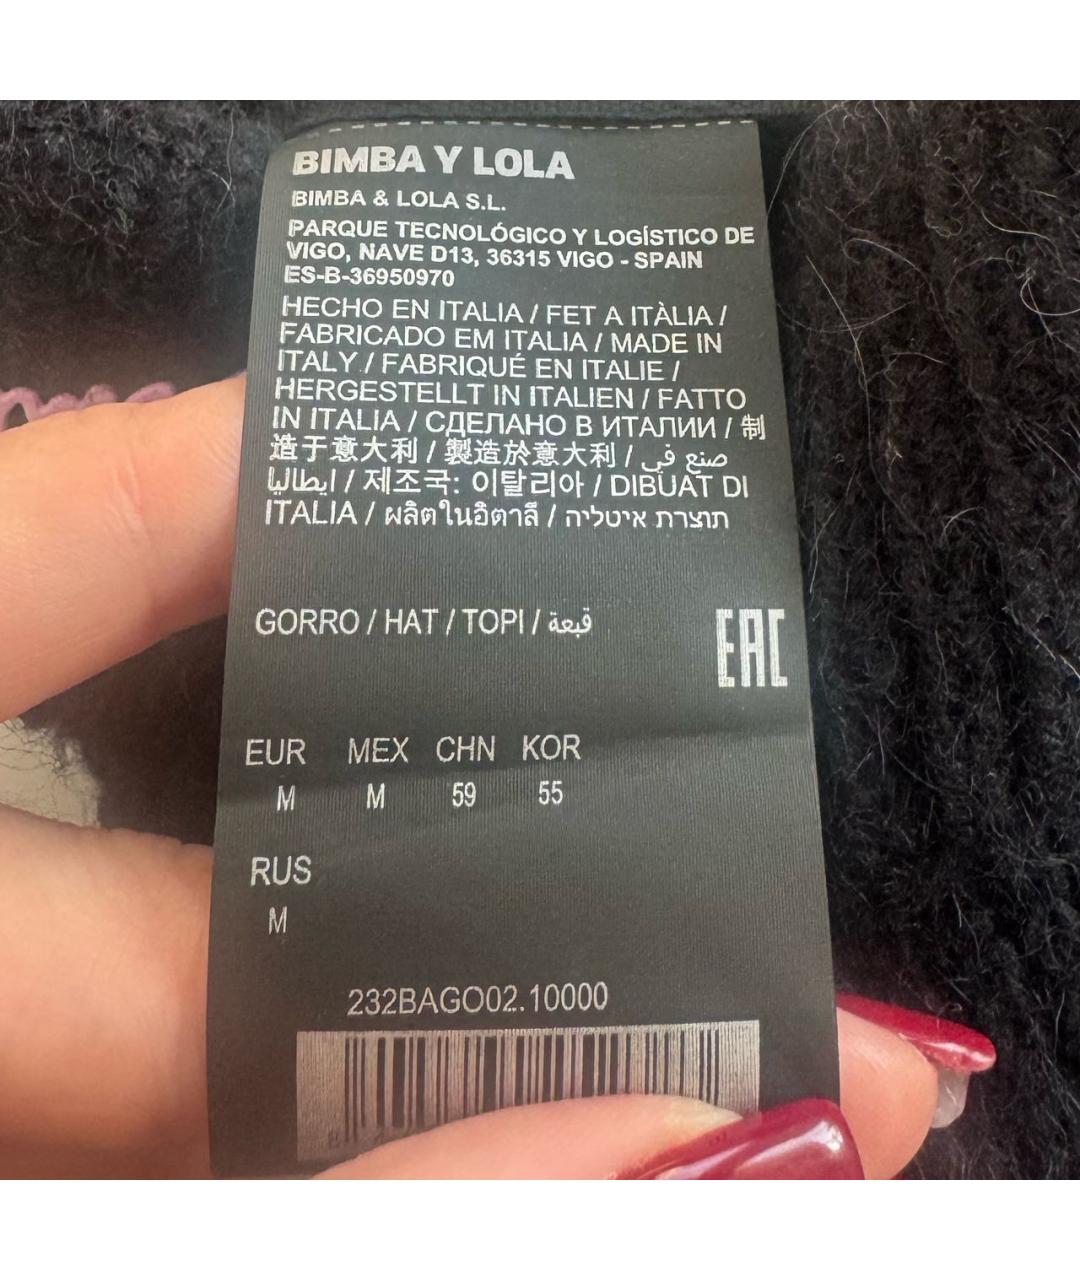 BIMBA Y LOLA
BIMBA & LOLA S.L.
PARQUE TECNOLÓGICO Y LOGÍSTICO DE
VIGO, NAVE D13, 36315 VIGO - SPAIN
ES-B-36950970
HECHO EN ITALIA / FET A ITÀLIA /
FABRICADO EM ITALIA / MADE IN
ITALY / FABRIQUÉ EN ITALIE /
HERGESTELLT IN ITALIEN / FATTO
IN ITALIA / СДЕЛАНО В ИТАЛИИ / 制
造于意大利 / 製造於意大利 / صنع في
إيطاليا / 제조국: 이탈리아 / DIBUAT DI
ITALIA / ผลิตในอิตาลี / תוצרת איטליה
GORRO / HAT / TOPI / قبعة
EAC
EUR MEX CHN KOR
M M 59 55
RUS
M
232BAGO02.10000